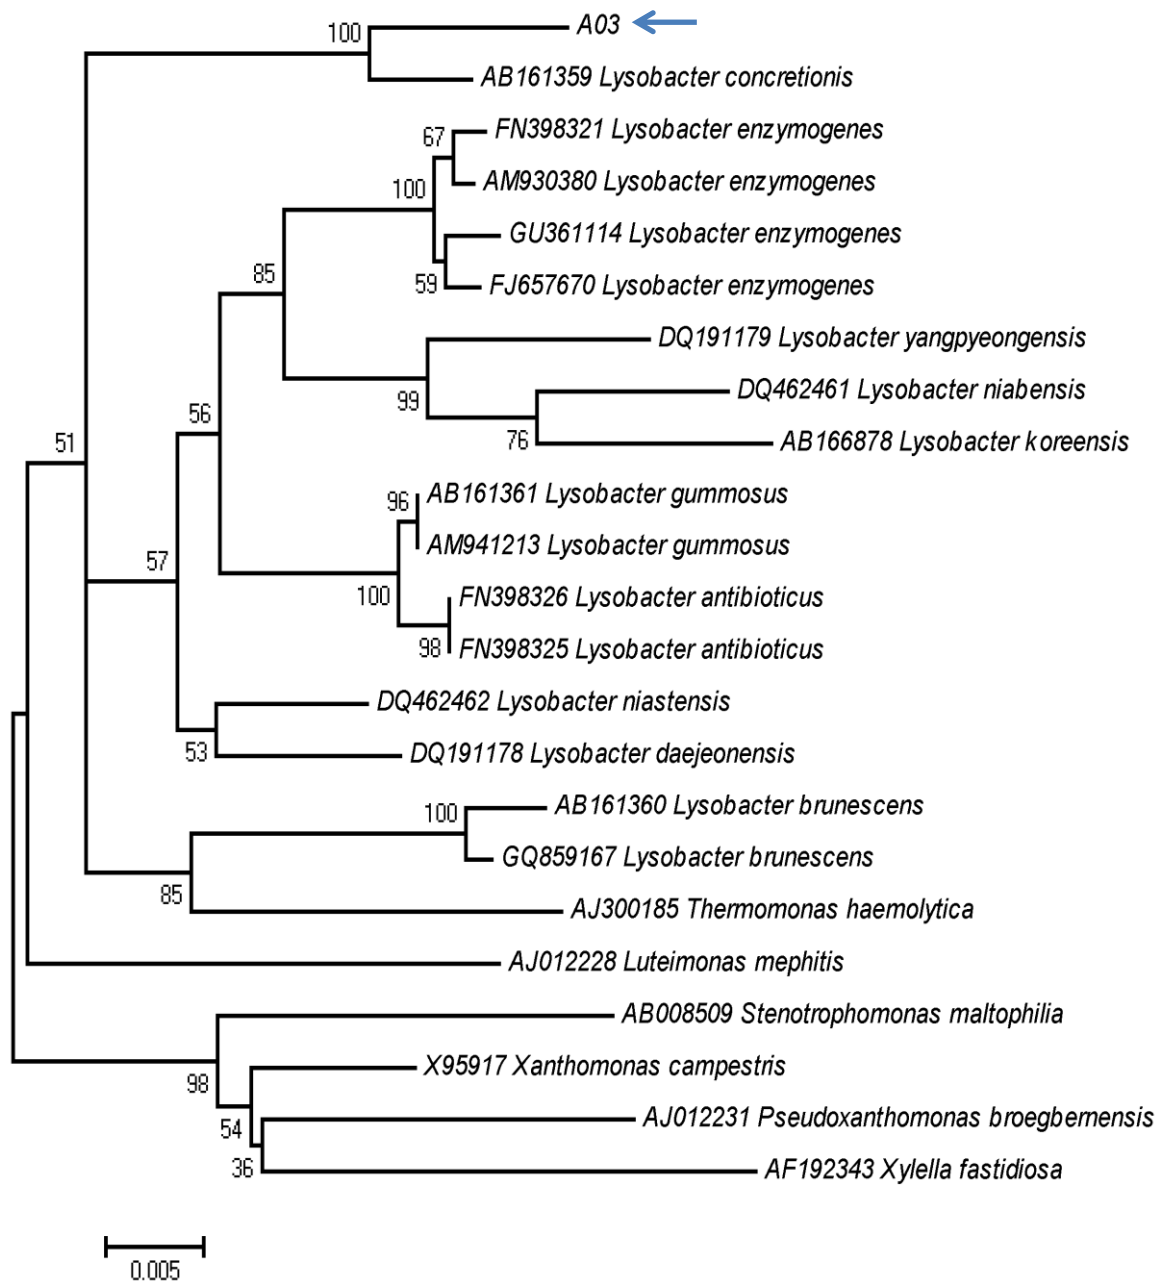 A03
100
AB161359 Lysobacter concretionis
FN398321 Lysobacter enzymogenes
67
AM930380 Lysobacter enzymogenes
100
GU361114 Lysobacter enzymogenes
85
59
FJ657670 Lysobacter enzymogenes
DQ191179 Lysobacter yangpyeongensis
DQ462461 Lysobacter niabensis
99
56
76
AB166878 Lysobacter koreensis
51
AB161361 Lysobacter gummosus
96
AM941213 Lysobacter gummosus
57
100
FN398326 Lysobacter antibioticus
98
FN398325 Lysobacter antibioticus
DQ462462 Lysobacter niastensis
53
DQ191178 Lysobacter daejeonensis
AB161360 Lysobacter brunescens
100
GQ859167 Lysobacter brunescens
85
AJ300185 Thermomonas haemolytica
AJ012228 Luteimonas mephitis
AB008509 Stenotrophomonas maltophilia
X95917 Xanthomonas campestris
98
AJ012231 Pseudoxanthomonas broegbernensis
54
36
AF192343 Xylella fastidiosa
0.005